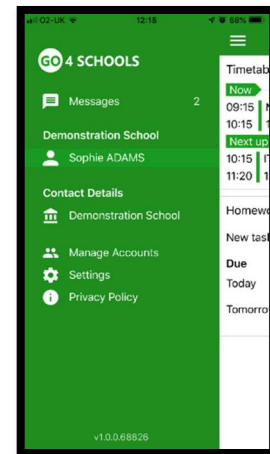 O2-UK 12:15 68%
GO 4 SCHOOLS
Messages 2
Demonstration School
Sophie ADAMS
Contact Details
Demonstration School
Manage Accounts
Settings
Privacy Policy
v1.0.0.68826
Timetab
Now
09:15
10:15
Next up
10:15
11:20
Homewo
New tas
Due
Today
Tomorro